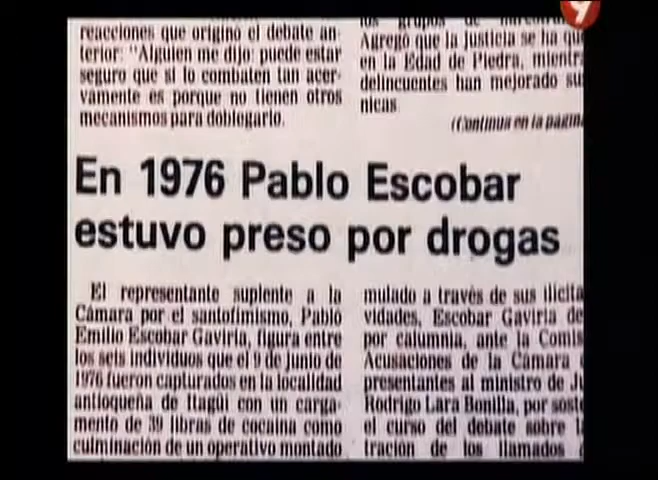 reacciones que originó el debate an-
terior: "Alguien me dijo: puede estar
seguro que si lo combaten tan acer-
vamente es porque no tienen otros
mecanismos para doblegarlo.
los grupos de
Agregó que la justicia se ha qu
en la Edad de Piedra, mientra
delincuentes han mejorado su
nicas.
(Continúa en la página
En 1976 Pablo Escobar
estuvo preso por drogas
El representante suplente a la
Cámara por el santofimismo, Pablo
Emilio Escobar Gaviria, figura entre
los seis individuos que el 9 de junio de
1976 fueron capturados en la localidad
antioqueña de Itagüí con un carga-
mento de 39 libras de cocaína como
culminación de un operativo montado
mulado a través de sus ilícita
vidades, Escobar Gaviria de
por calumnia, ante la Comis
Acusaciones de la Cámara
presentantes al ministro de Ju
Rodrigo Lara Bonilla, por soste
el curso del debate sobre l
tración de los llamados